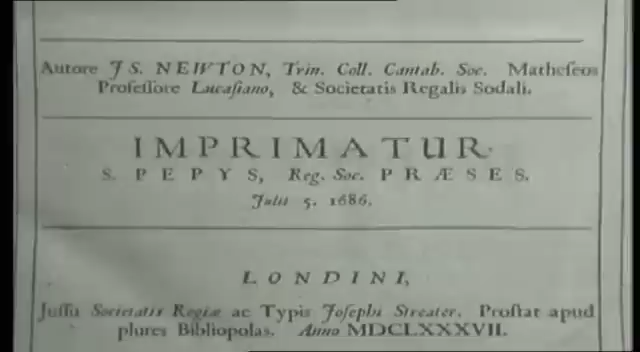 Autore JS. NEWTON, Trin. Coll. Cantab. Soc. Matheseos
Professore Lucasiano, & Societatis Regalis Sodali.
IMPRIMATUR·
S. PEPYS, Reg. Soc. PRÆSES.
Julii 5. 1686.
LONDINI,
Jussu Societatis Regiæ ac Typis Josephi Streater. Prostat apud
plures Bibliopolas. Anno MDCLXXXVII.